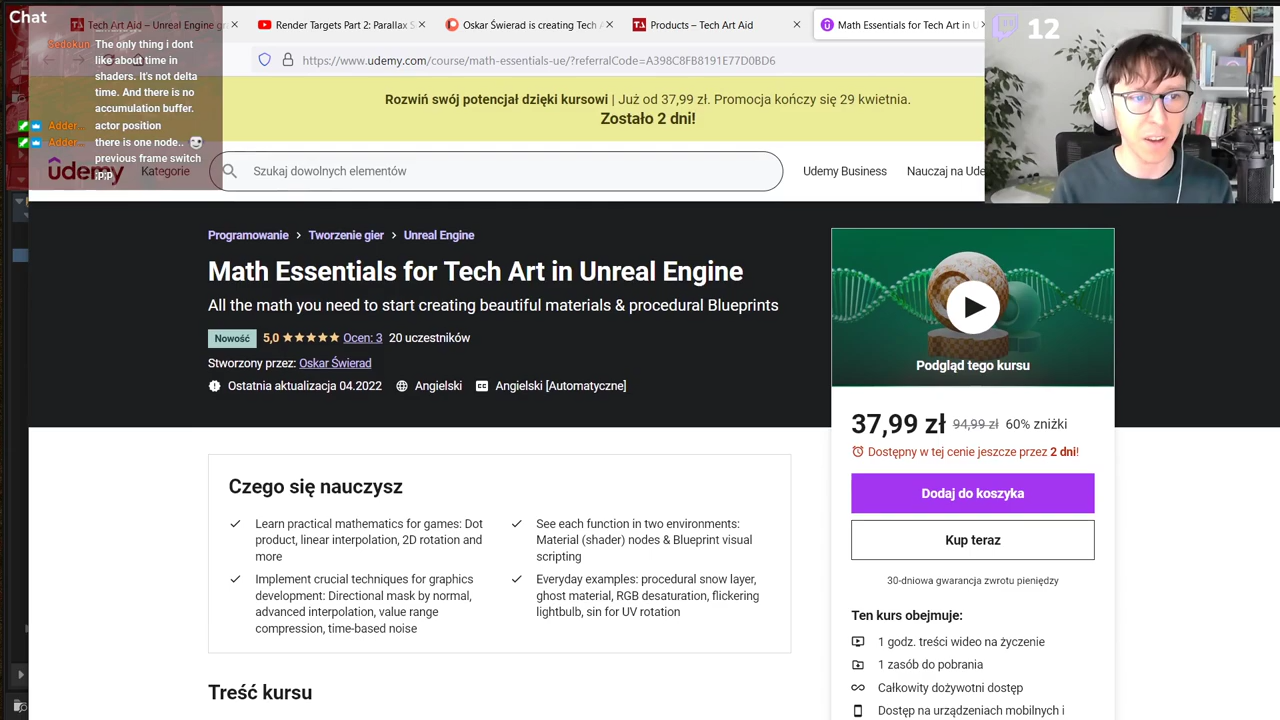 Chat
Sedokun
The only thing i dont
like about time in
shaders. It's not delta
time. And there is no
accumulation buffer.
Adder...
actor position
Adder...
there is one node..
previous frame switch
;p;p
Tech Art Aid – Unreal Engine gr
Render Targets Part 2: Parallax S
Oskar Świerad is creating Tech A
Products – Tech Art Aid
Math Essentials for Tech Art in U
https://www.udemy.com/course/math-essentials-ue/?referralCode=A398C8FB8191E77D0BD6
12
Rozwiń swój potencjał dzięki kursowi | Już od 37,99 zł. Promocja kończy się 29 kwietnia.
Zostało 2 dni!
udemy
Kategorie
Szukaj dowolnych elementów
Udemy Business
Nauczaj na Ude
Programowanie > Tworzenie gier > Unreal Engine
Math Essentials for Tech Art in Unreal Engine
All the math you need to start creating beautiful materials & procedural Blueprints
Nowość 5,0 Ocen: 3 20 uczestników
Stworzony przez: Oskar Świerad
Ostatnia aktualizacja 04.2022 Angielski Angielski [Automatyczne]
Podgląd tego kursu
37,99 zł 94,99 zł 60% zniżki
Dostępny w tej cenie jeszcze przez 2 dni!
Dodaj do koszyka
Kup teraz
30-dniowa gwarancja zwrotu pieniędzy
Ten kurs obejmuje:
1 godz. treści wideo na życzenie
1 zasób do pobrania
Całkowity dożywotni dostęp
Dostęp na urządzeniach mobilnych i
Czego się nauczysz
Learn practical mathematics for games: Dot
product, linear interpolation, 2D rotation and
more
Implement crucial techniques for graphics
development: Directional mask by normal,
advanced interpolation, value range
compression, time-based noise
See each function in two environments:
Material (shader) nodes & Blueprint visual
scripting
Everyday examples: procedural snow layer,
ghost material, RGB desaturation, flickering
lightbulb, sin for UV rotation
Treść kursu